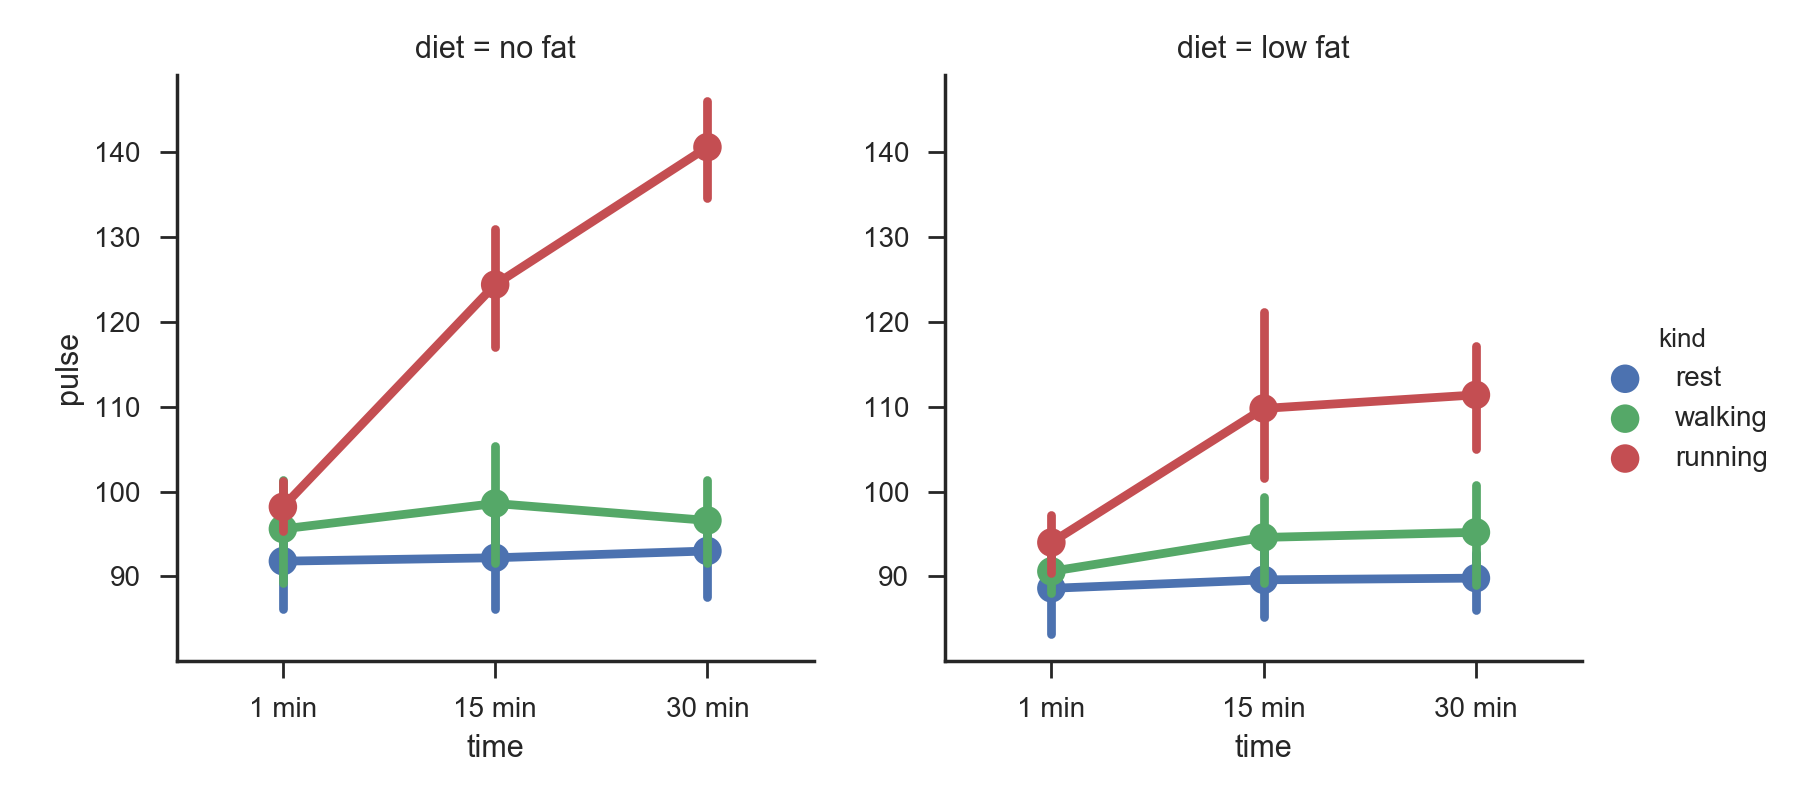 diet = no fat
diet = low fat
pulse
140
130
120
110
100
90
1 min
15 min
30 min
time
140
130
120
110
100
90
1 min
15 min
30 min
time
kind
rest
walking
running